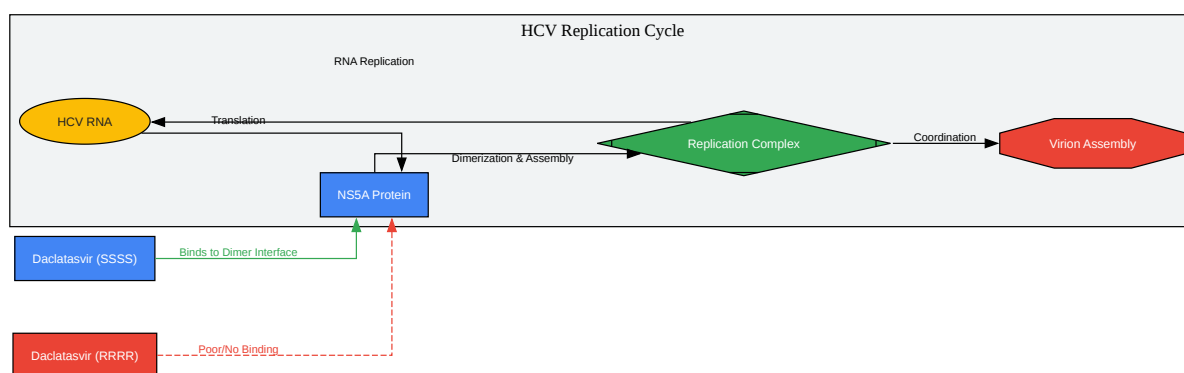 HCV Replication Cycle
RNA Replication
HCV RNA
Translation
Replication Complex
Coordination
Virion Assembly
Dimerization & Assembly
NS5A Protein
Daclatasvir (SSSS)
Binds to Dimer Interface
Daclatasvir (RRRR)
Poor/No Binding